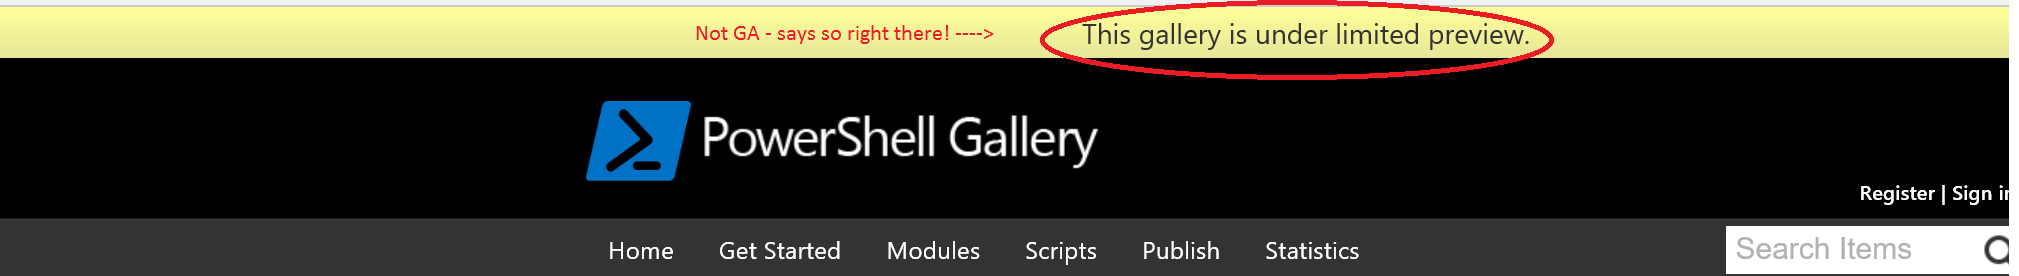 Not GA - says so right there! ----> This gallery is under limited preview.
PowerShell Gallery
Register | Sign in
Home Get Started Modules Scripts Publish Statistics Search Items